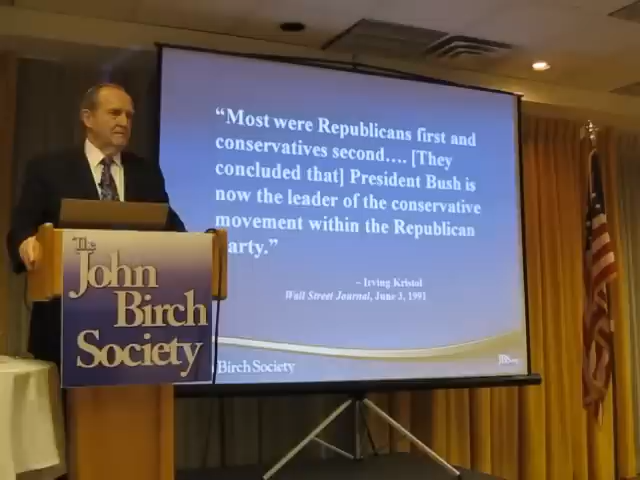 "Most were Republicans first and
conservatives second.... [They
concluded that] President Bush is
now the leader of the conservative
movement within the Republican
arty."
– Irving Kristol
Wall Street Journal, June 3, 1991
Birch Society
JBS.org
The
John
Birch
Society